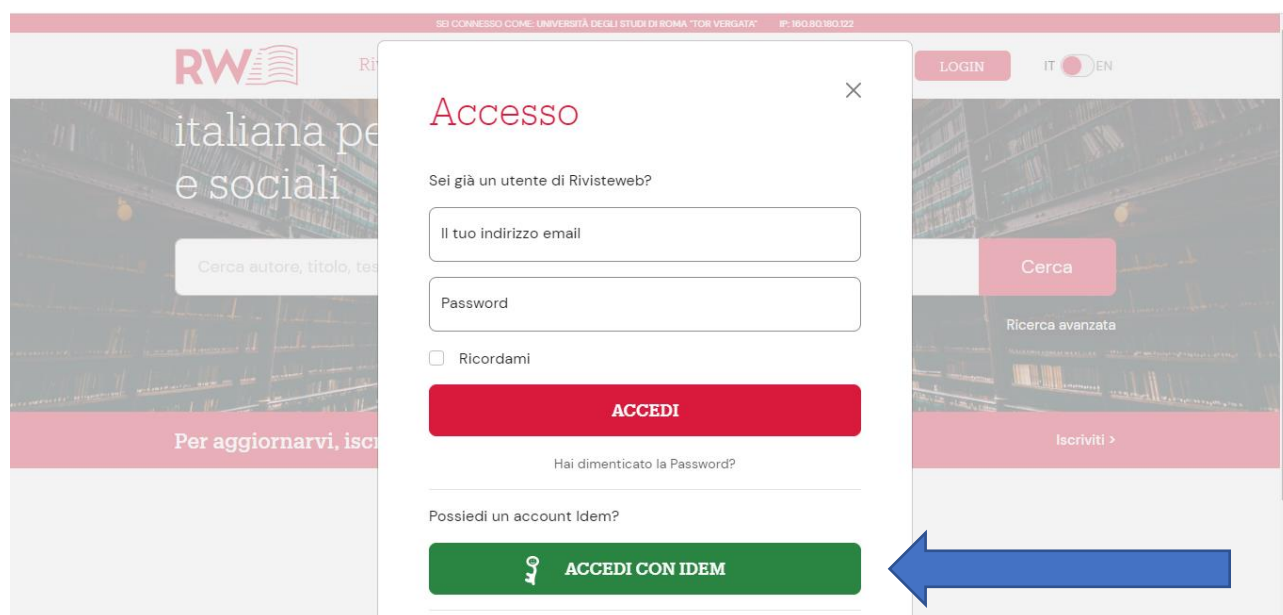 SEI CONNESSO COME: UNIVERSITÀ DEGLI STUDI DI ROMA "TOR VERGATA" IP: 160.80.180.122
RW
Ri
LOGIN
IT EN
italiana pe
e sociali
Cerca autore, titolo, tes
Cerca
Ricerca avanzata
Per aggiornarvi, iscr
Iscriviti >
Accesso
Sei già un utente di Rivisteweb?
Il tuo indirizzo email
Password
Ricordami
ACCEDI
Hai dimenticato la Password?
Possiedi un account Idem?
ACCEDI CON IDEM